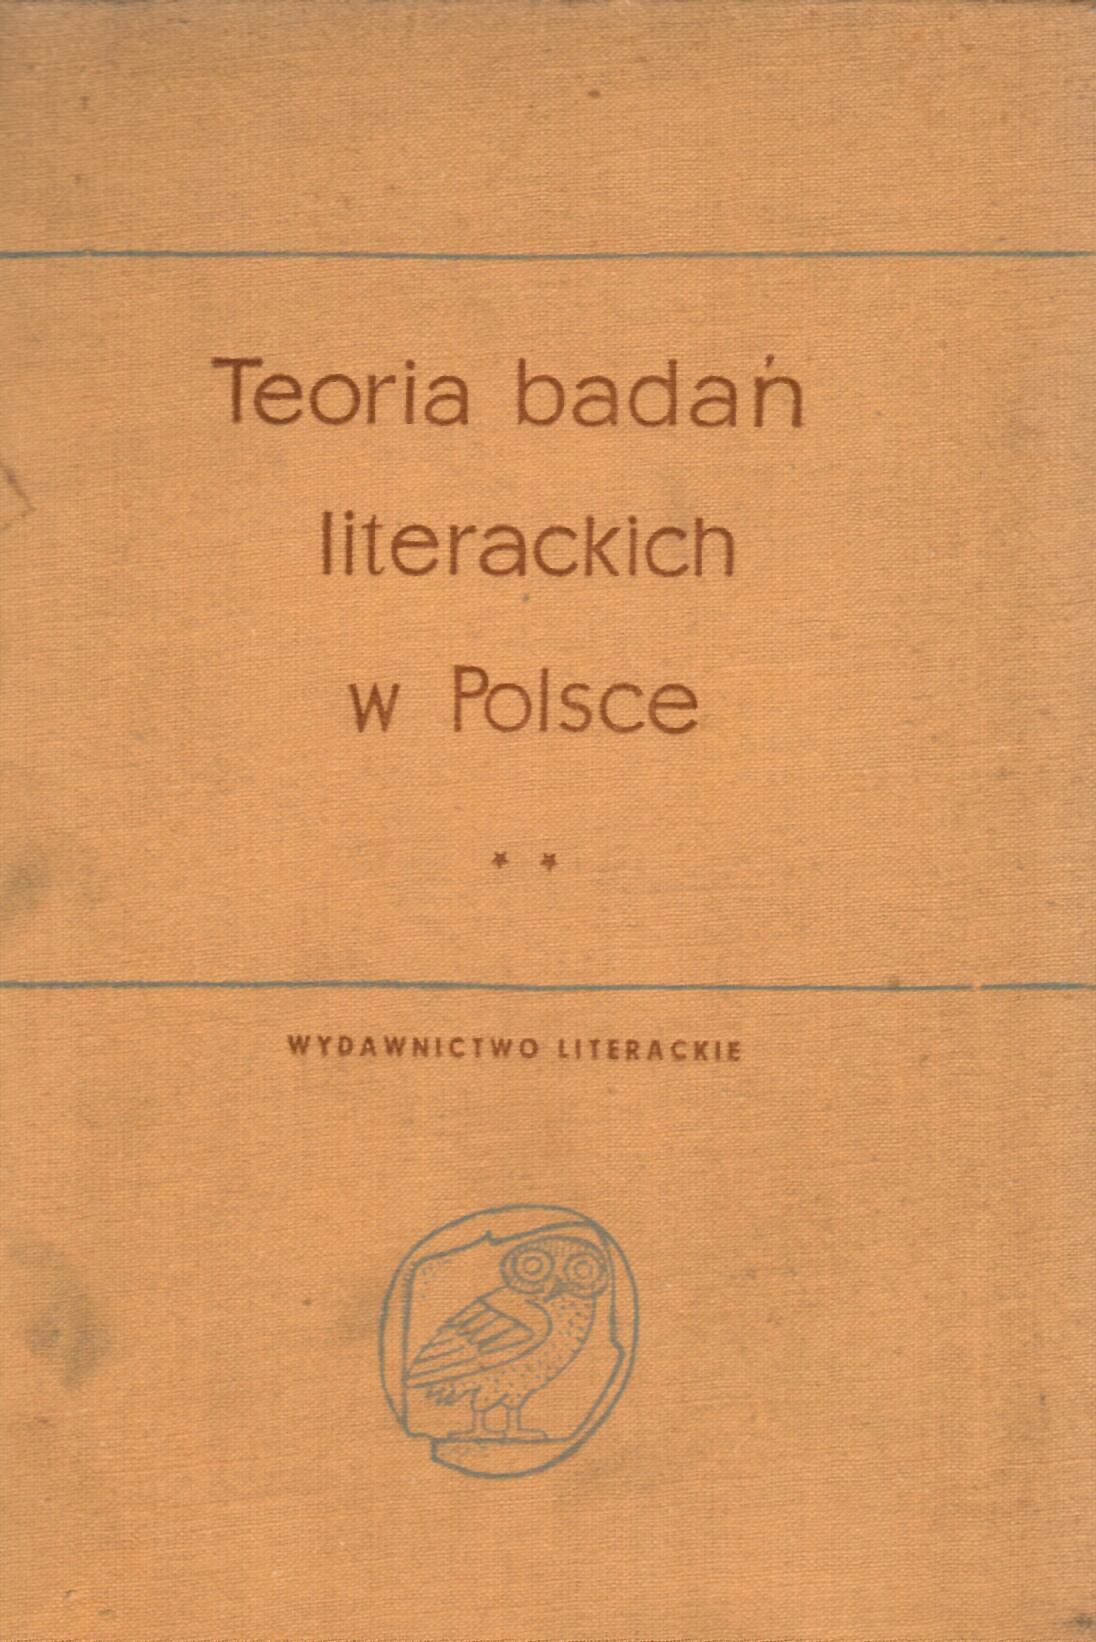 Teoria badań
literackich
w Polsce
* *
WYDAWNICTWO LITERACKIE